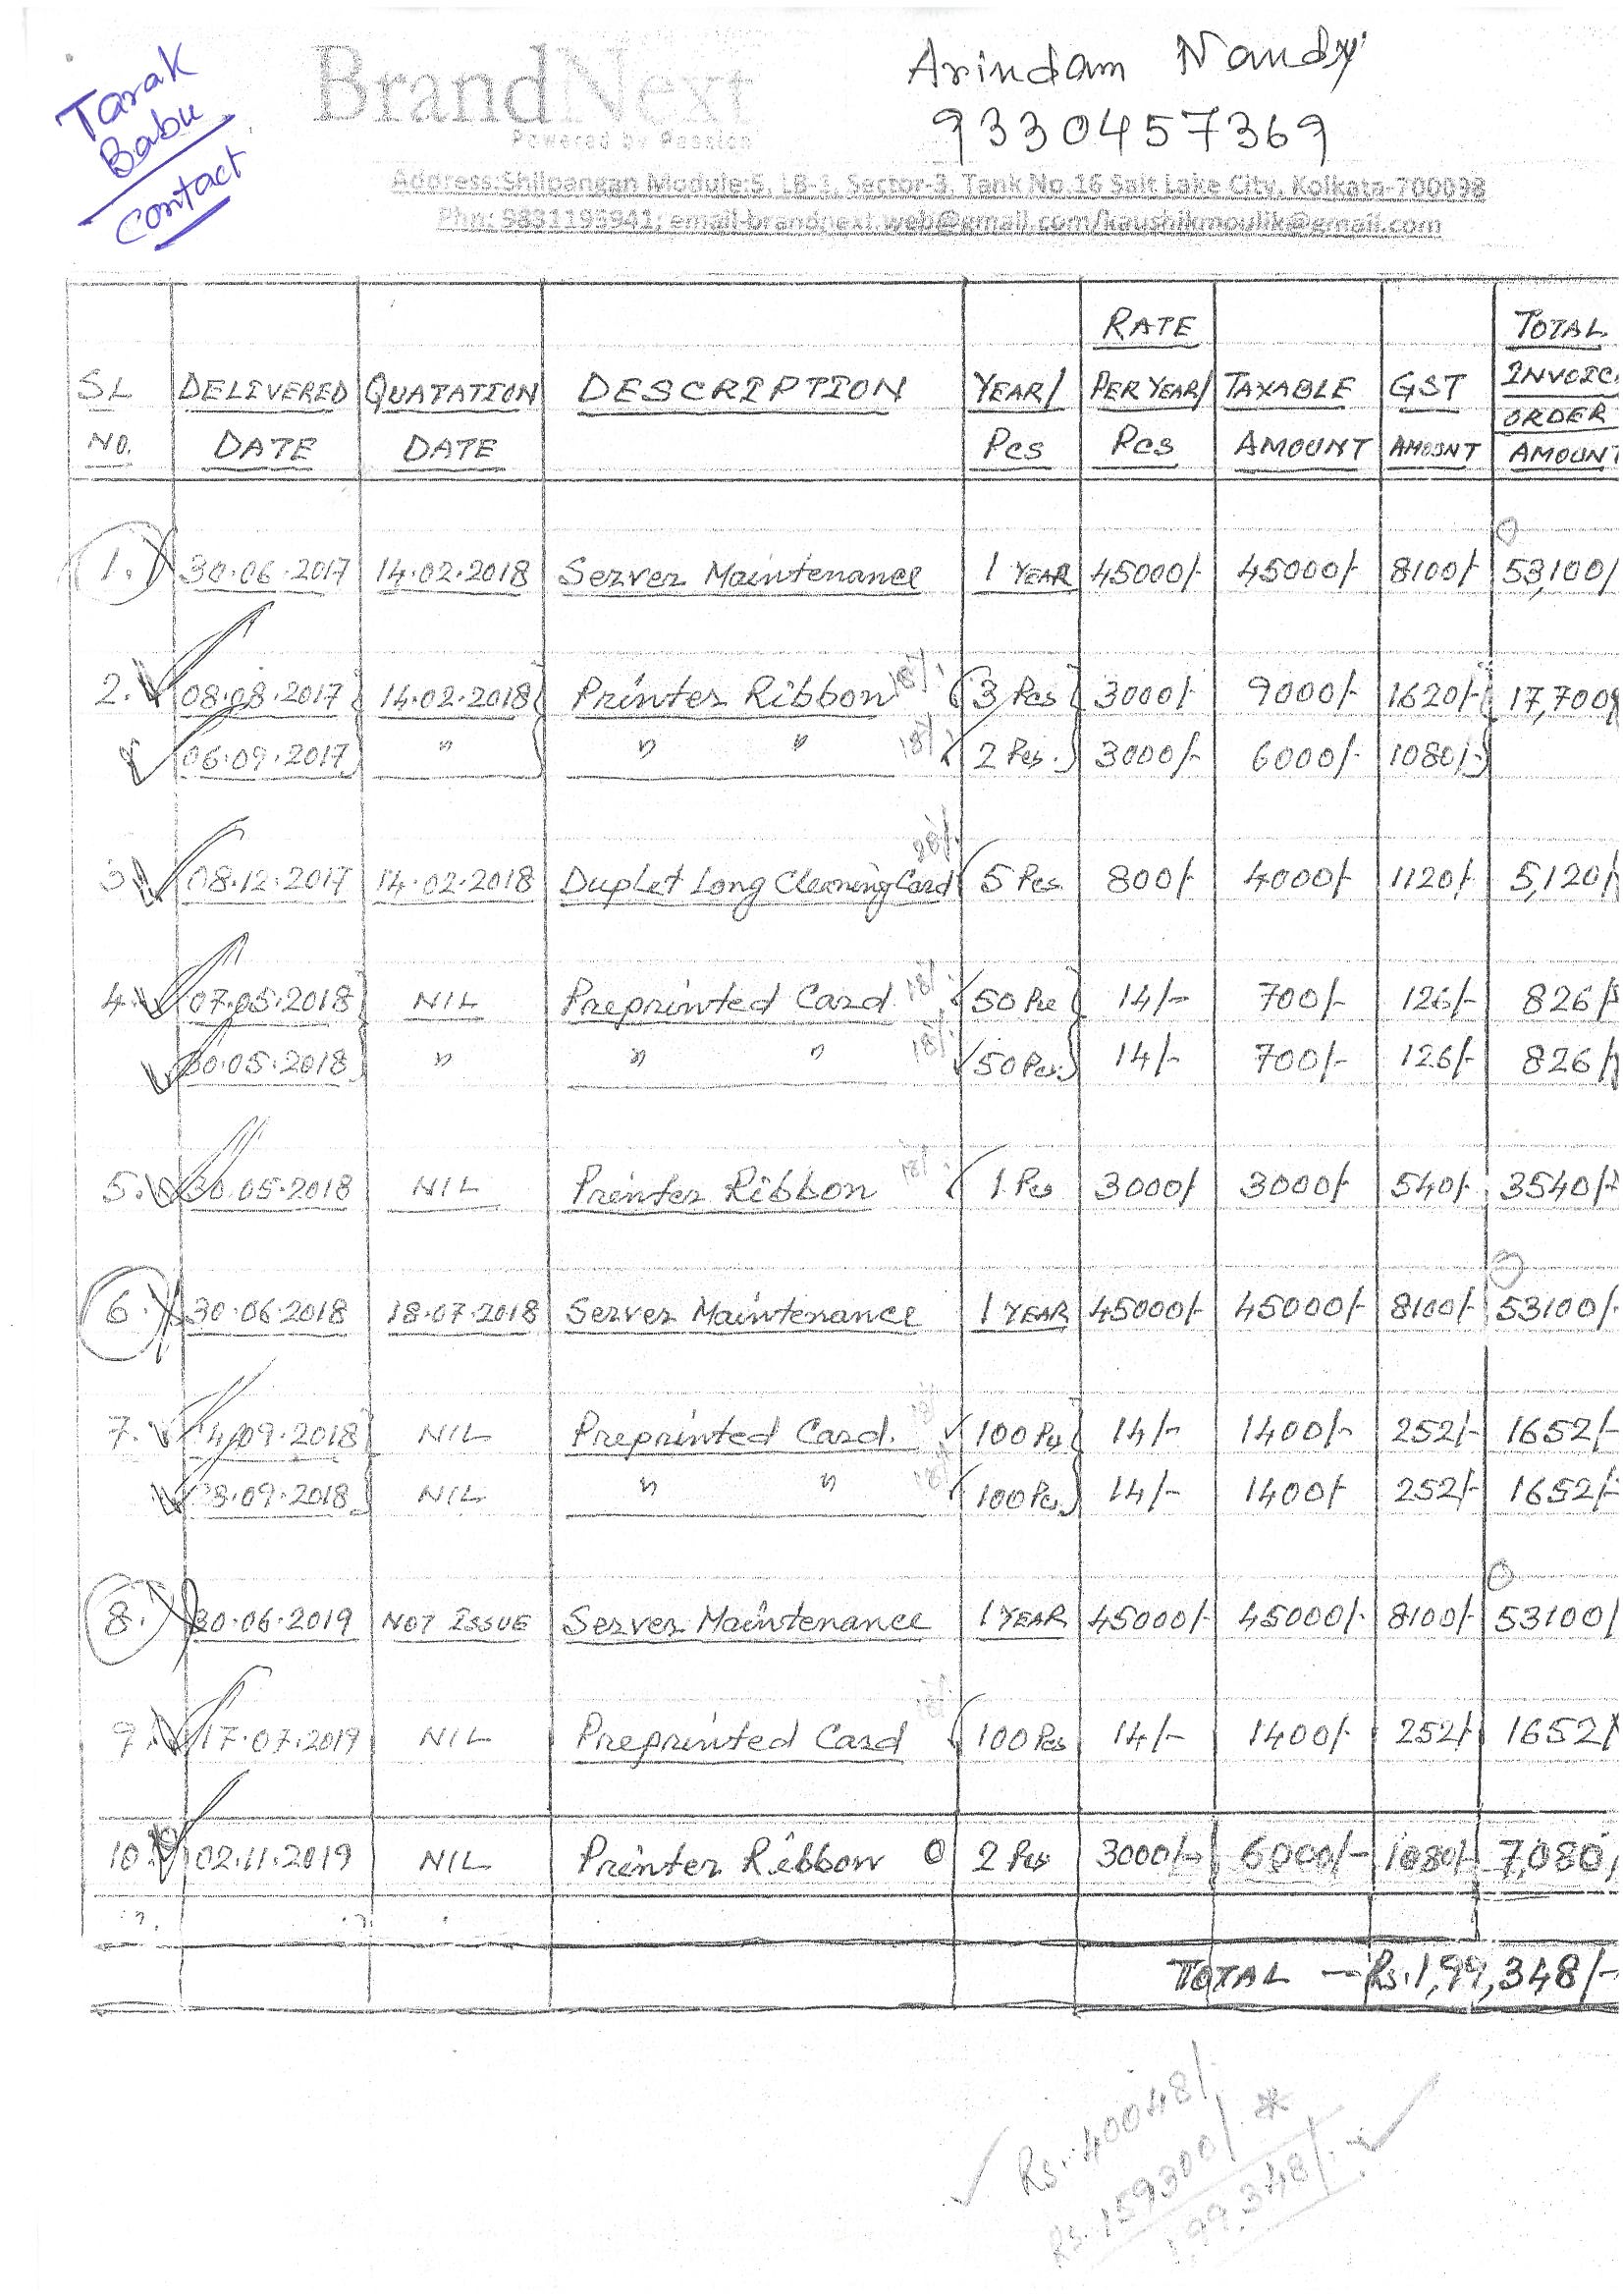 Tarak
Babu
Contact
BrandNext
Powered by Passion
Arindam Nandy
9330457369
Address:Shilpangan Module:5, LB-1, Sector-3, Tank No.16 Salt Lake City, Kolkata-700098
Phn: 9831195941; email-brandnext.web@gmail.com/kaushikmoulik@gmail.com
SL NO. DELIVERED DATE QUATATION DATE DESCRIPTION YEAR/ Pcs RATE PER YEAR/ Pcs TAXABLE AMOUNT GST AMOUNT TOTAL INVOIC ORDER AMOUNT
1. 30.06.2017 14.02.2018 Server Maintenance 1 YEAR 45000/- 45000/- 8100/- 53,100/
2. 08.08.2017 14.02.2018 Printer Ribbon 18% 3 Pcs 3000/- 9000/- 1620/- 17,700/
06.09.2017 " " " 18% 2 Pcs. 3000/- 6000/- 1080/-
3. 08.12.2017 14.02.2018 Duplet Long Cleaning Card 28% 5 Pcs. 800/- 4000/- 1120/- 5,120/
4. 07.05.2018 NIL Preprinted Card. 18% 50 Pcs 14/- 700/- 126/- 826/
30.05.2018 " " " 18% 50 Pcs. 14/- 700/- 126/- 826/
5. 30.05.2018 NIL Printer Ribbon 18% 1 Pcs 3000/- 3000/- 540/- 3540/-
6. 30.06.2018 18.07.2018 Server Maintenance 1 YEAR 45000/- 45000/- 8100/- 53100/-
7. 14.09.2018 NIL Preprinted Card. 18% 100 Pcs 14/- 1400/- 252/- 1652/-
18% " " 100 Pcs. 14/- 1400/- 252/- 1652/-
8. 30.06.2019 NOT ISSUE Server Maintenance 1 YEAR 45000/- 45000/- 8100/- 53100/
9. 17.07.2019 NIL Preprinted Card 18% 100 Pcs 14/- 1400/- 252/- 1652/
10. 02.11.2019 NIL Printer Ribbon 0 2 Pcs 3000/- 6000/- 1080/- 7,080/
TOTAL — Rs.1,99,348/-
Rs. 40048/-
Rs. 159300/- *
199,348/-